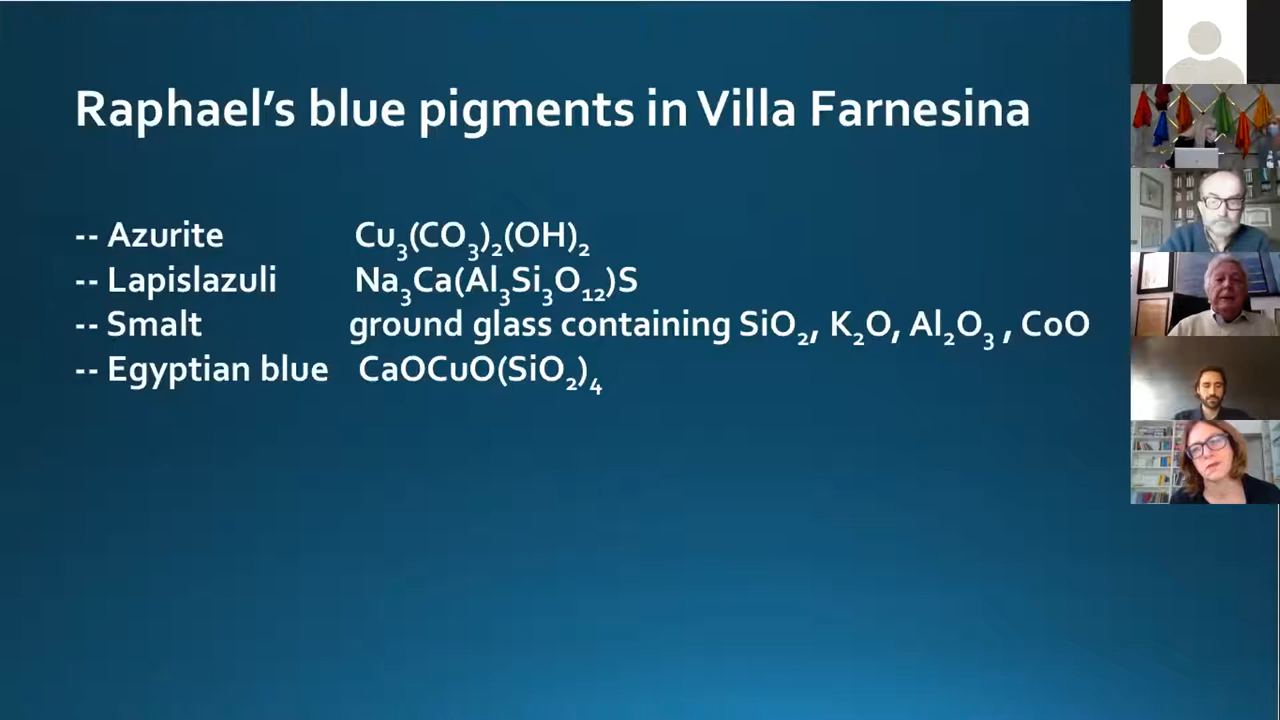 Raphael's blue pigments in Villa Farnesina
-- Azurite Cu₃(CO₃)₂(OH)₂
-- Lapislazuli Na₃Ca(Al₃Si₃O₁₂)S
-- Smalt ground glass containing SiO₂, K₂O, Al₂O₃ , CoO
-- Egyptian blue CaOCuO(SiO₂)₄